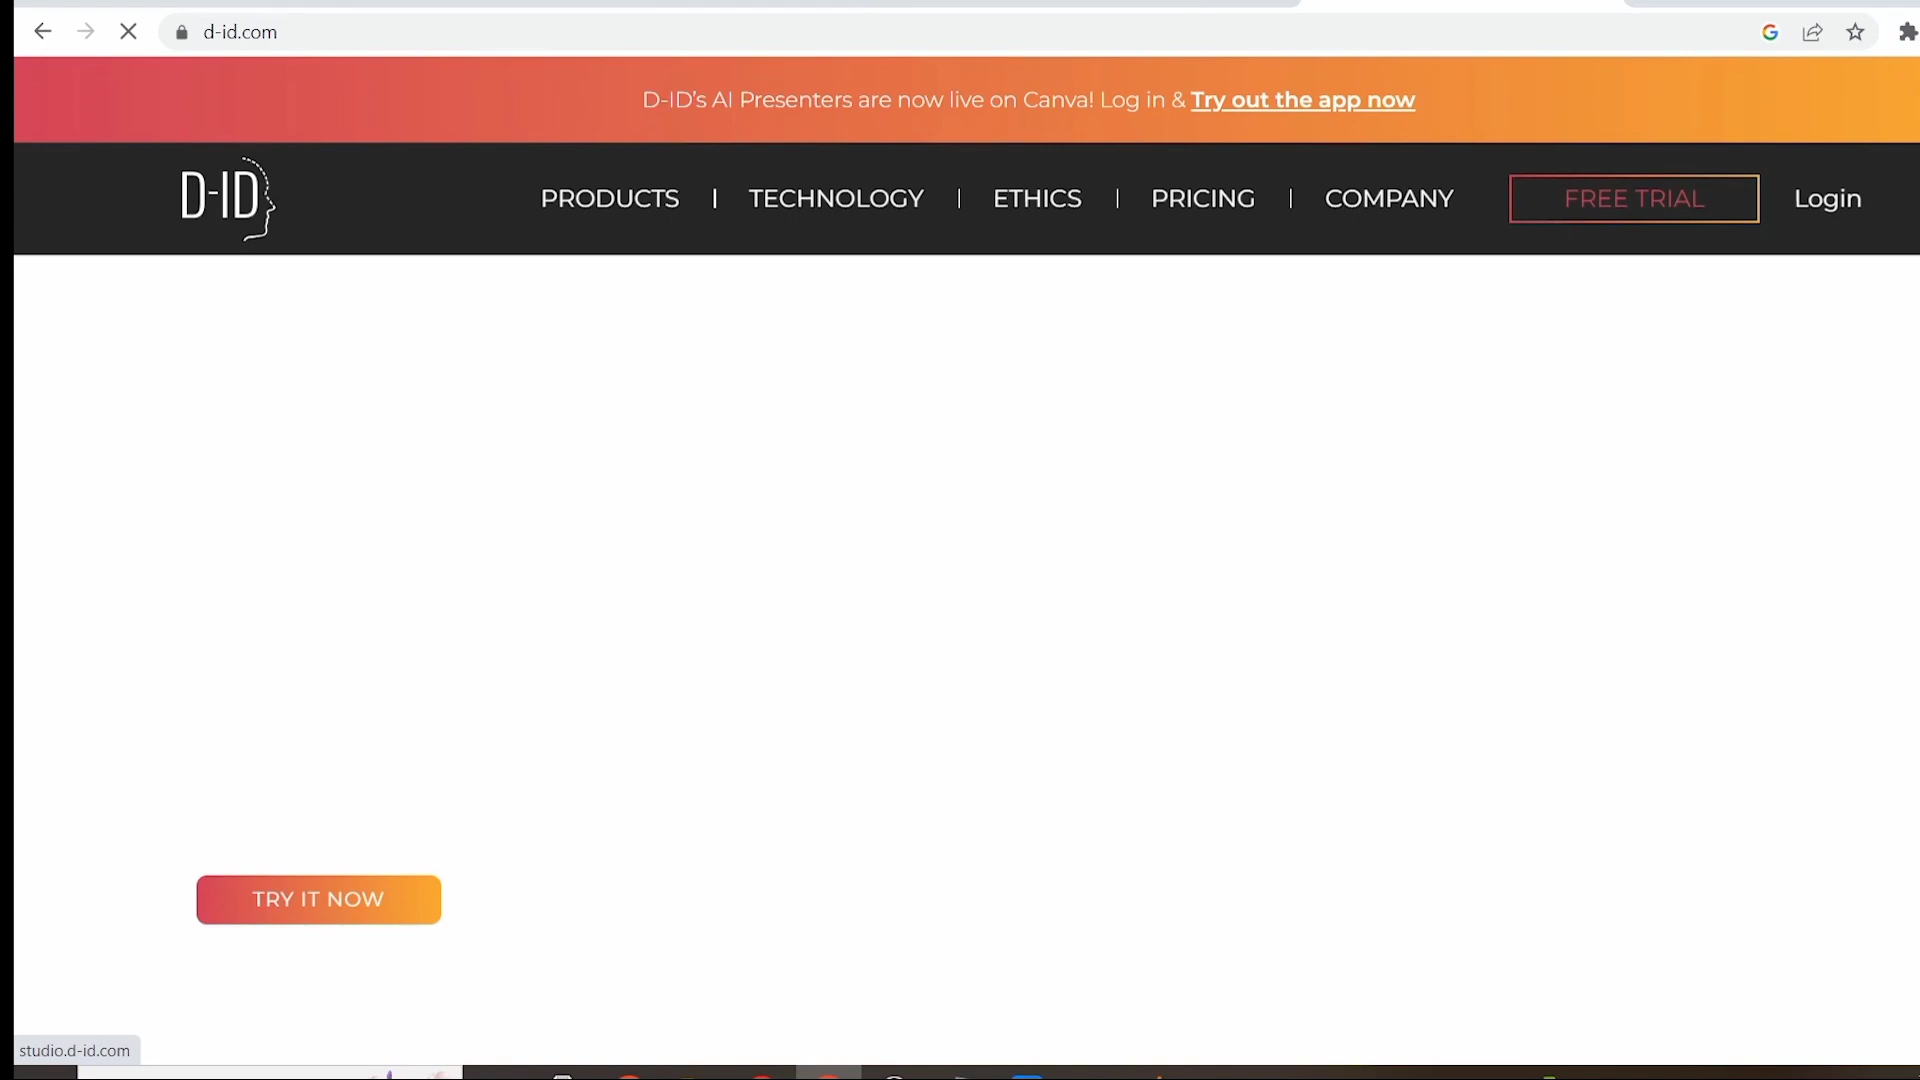 d-id.com
D-ID’s AI Presenters are now live on Canva! Log in & Try out the app now
D-ID PRODUCTS | TECHNOLOGY | ETHICS | PRICING | COMPANY FREE TRIAL Login
TRY IT NOW
studio.d-id.com